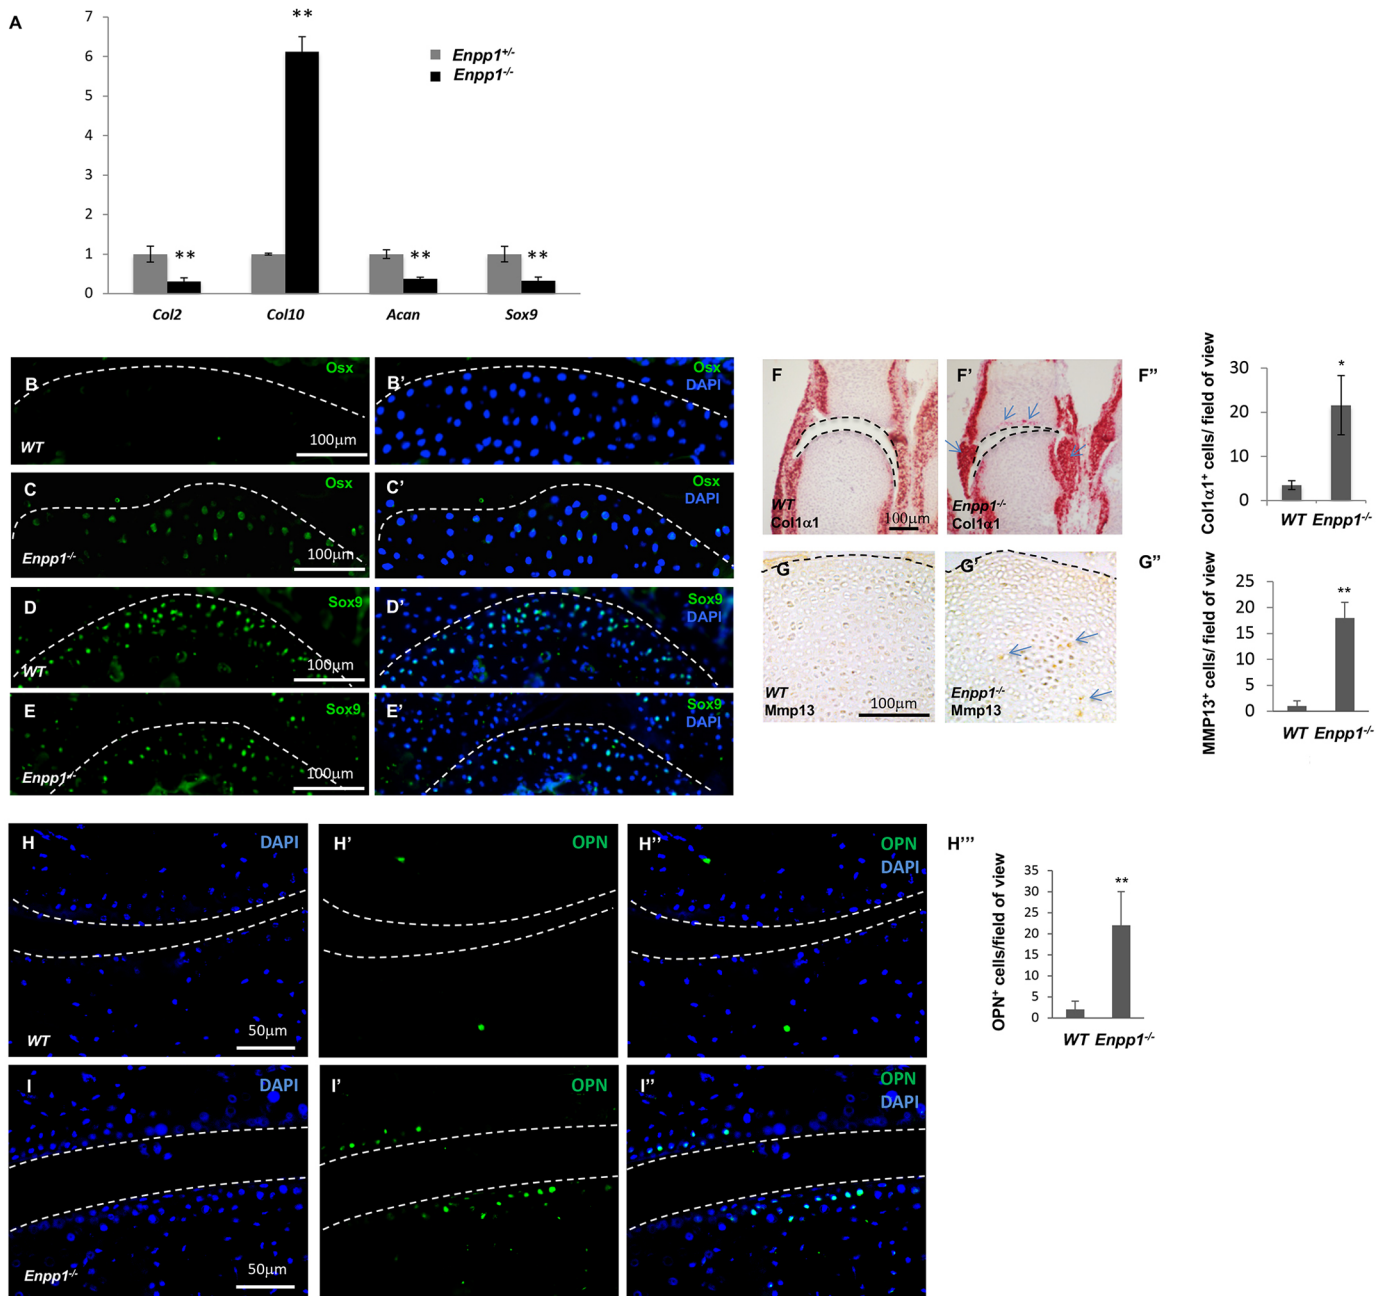 A
7
6
5
4
3
2
1
0
**
**
**
**
Enpp1+/-
Enpp1-/-
Col2
Col10
Acan
Sox9
B
Osx
WT
100μm
B'
Osx
DAPI
C
Osx
Enpp1-/-
100μm
C'
Osx
DAPI
D
Sox9
WT
100μm
D'
Sox9
DAPI
E
Sox9
Enpp1-/-
100μm
E'
Sox9
DAPI
F
WT
Col1α1
100μm
F'
Enpp1-/-
Col1α1
F"
Col1α1+ cells/ field of view
30
20
10
0
*
WT Enpp1-/-
G
WT
Mmp13
100μm
G'
Enpp1-/-
Mmp13
G"
MMP13+ cells/ field of view
25
20
15
10
5
0
**
WT Enpp1-/-
H
DAPI
WT
50μm
H'
OPN
H''
OPN
DAPI
H'''
OPN+ cells/field of view
35
30
25
20
15
10
5
0
**
WT Enpp1-/-
I
DAPI
Enpp1-/-
50μm
I'
OPN
I''
OPN
DAPI